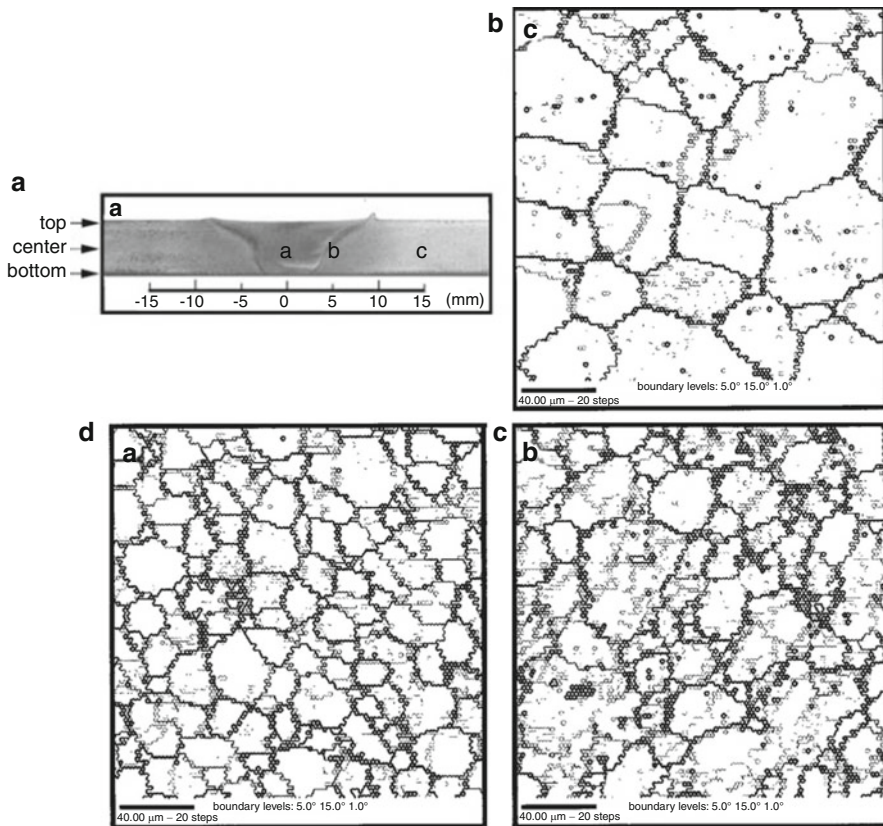 a
a
top
center
bottom
a b c
-15 -10 -5 0 5 10 15 (mm)
b
c
boundary levels: 5.0° 15.0° 1.0°
40.00 μm – 20 steps
d
a
boundary levels: 5.0° 15.0° 1.0°
40.00 μm – 20 steps
c
b
boundary levels: 5.0° 15.0° 1.0°
40.00 μm – 20 steps